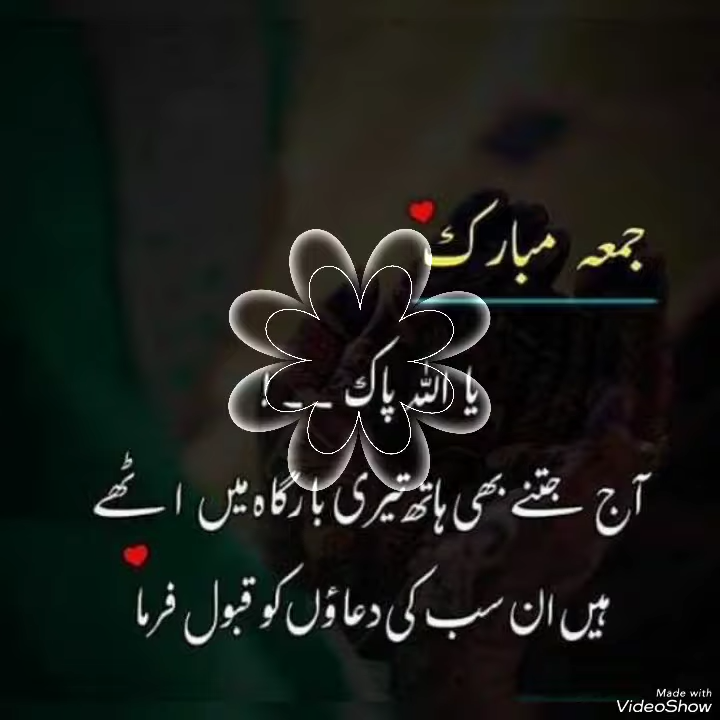 جمعہ مبارک
یا اللہ پاک _ _ !
آج جتنے بھی ہاتھ تیری بارگاہ میں اٹھے
ہیں ان سب کی دعاؤں کو قبول فرما
Made with
VideoShow